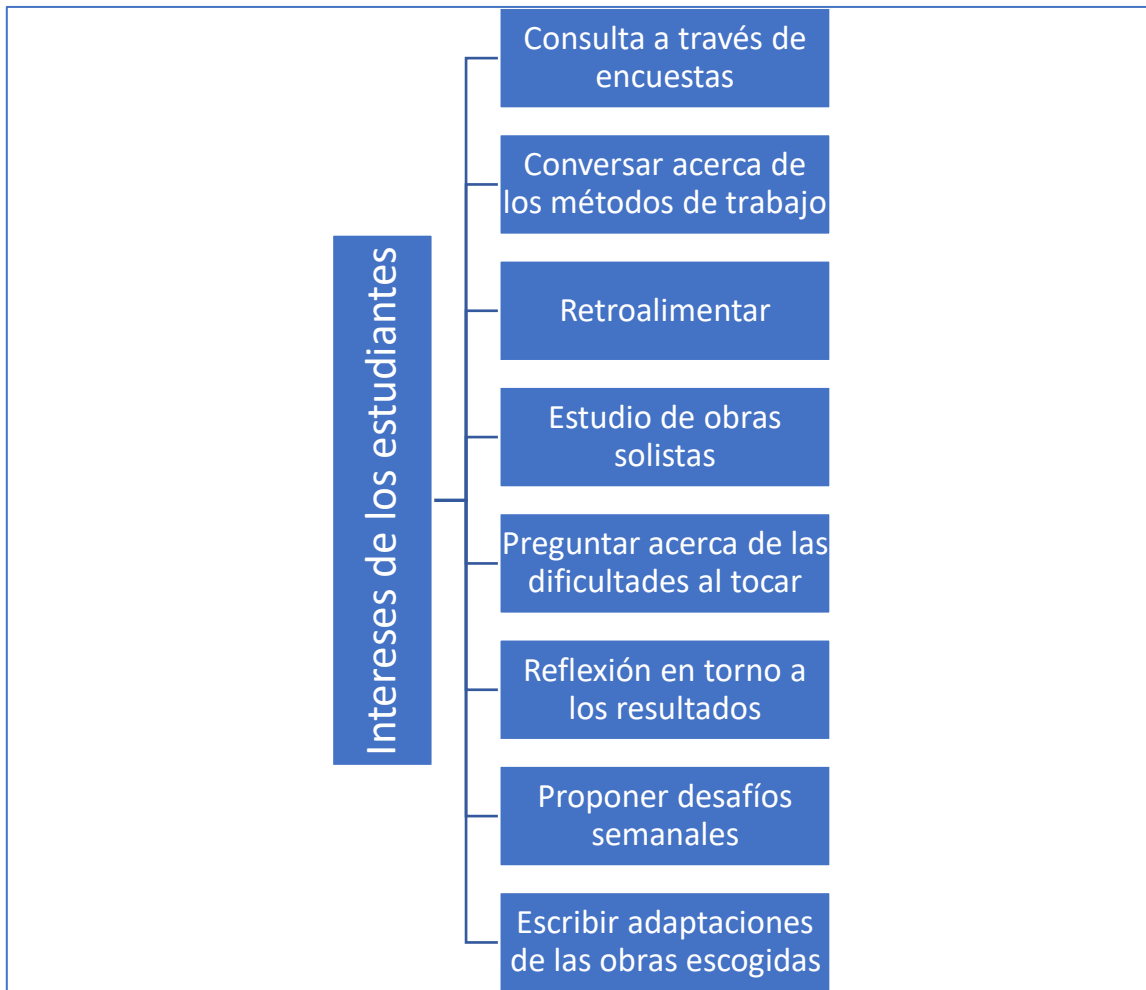 Intereses de los estudiantes
Consulta a través de
encuestas
Conversar acerca de
los métodos de trabajo
Retroalimentar
Estudio de obras
solistas
Preguntar acerca de las
dificultades al tocar
Reflexión en torno a
los resultados
Proponer desafíos
semanales
Escribir adaptaciones
de las obras escogidas